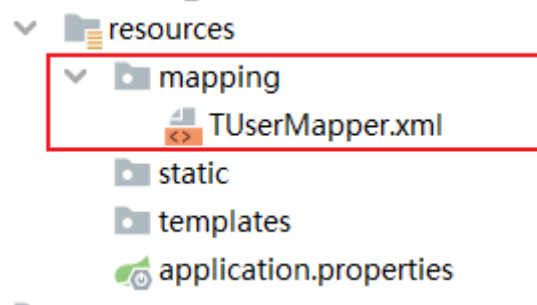 resources
mapping
TUserMapper.xml
static
templates
application.properties